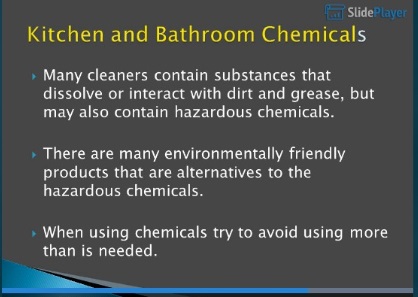 SlidePlayer
Kitchen and Bathroom Chemicals
Many cleaners contain substances that
dissolve or interact with dirt and grease, but
may also contain hazardous chemicals.
There are many environmentally friendly
products that are alternatives to the
hazardous chemicals.
When using chemicals try to avoid using more
than is needed.